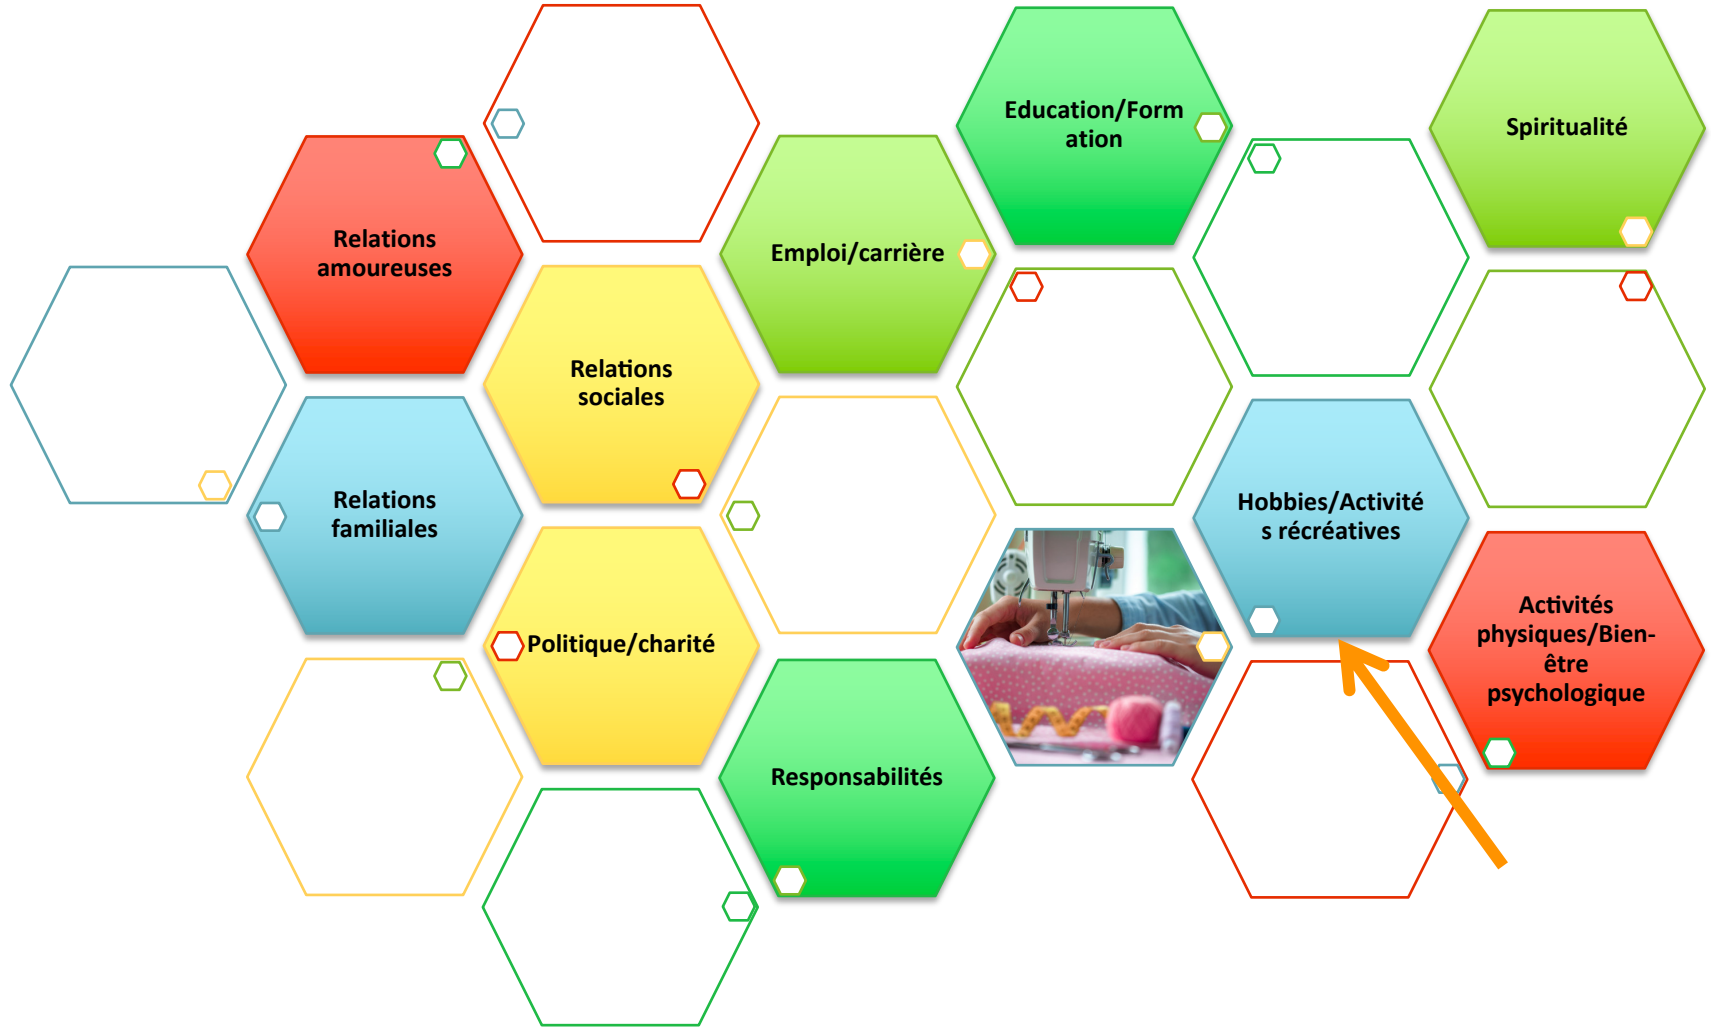 Education/Form
ation
Spiritualité
Relations
amoureuses
Emploi/carrière
Relations
sociales
Relations
familiales
Hobbies/Activité
s récréatives
Politique/charité
Activités
physiques/Bien-
être
psychologique
Responsabilités